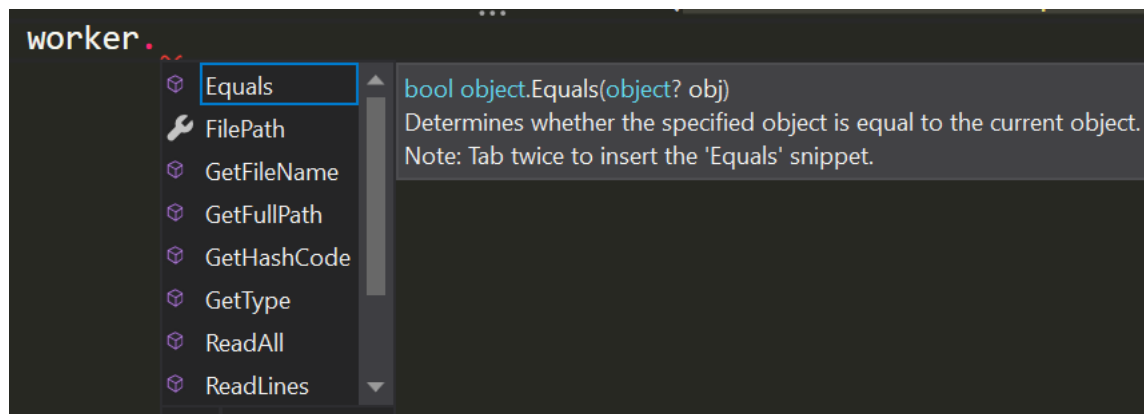 worker.
Equals
FilePath
GetFileName
GetFullPath
GetHashCode
GetType
ReadAll
ReadLines
bool object.Equals(object? obj)
Determines whether the specified object is equal to the current object.
Note: Tab twice to insert the 'Equals' snippet.